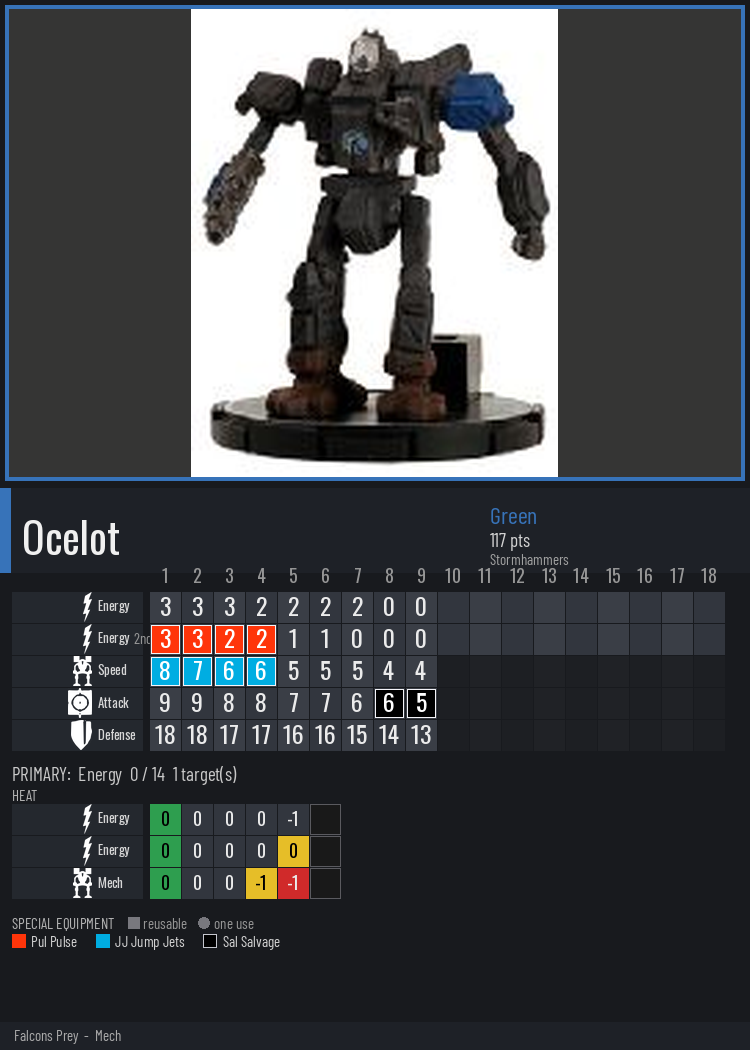 Ocelot
Green
117 pts
Stormhammers
1 2 3 4 5 6 7 8 9 10 11 12 13 14 15 16 17 18
Energy 3 3 3 2 2 2 2 0 0
Energy 2nd 3 3 2 2 1 1 0 0 0
Speed 8 7 6 6 5 5 5 4 4
Attack 9 9 8 8 7 7 6 6 5
Defense 18 18 17 17 16 16 15 14 13
PRIMARY: Energy 0 / 14 1 target(s)
HEAT
Energy 0 0 0 0 -1
Energy 0 0 0 0 0
Mech 0 0 0 -1 -1
SPECIAL EQUIPMENT reusable one use
Pul Pulse JJ Jump Jets Sal Salvage
Falcons Prey - Mech